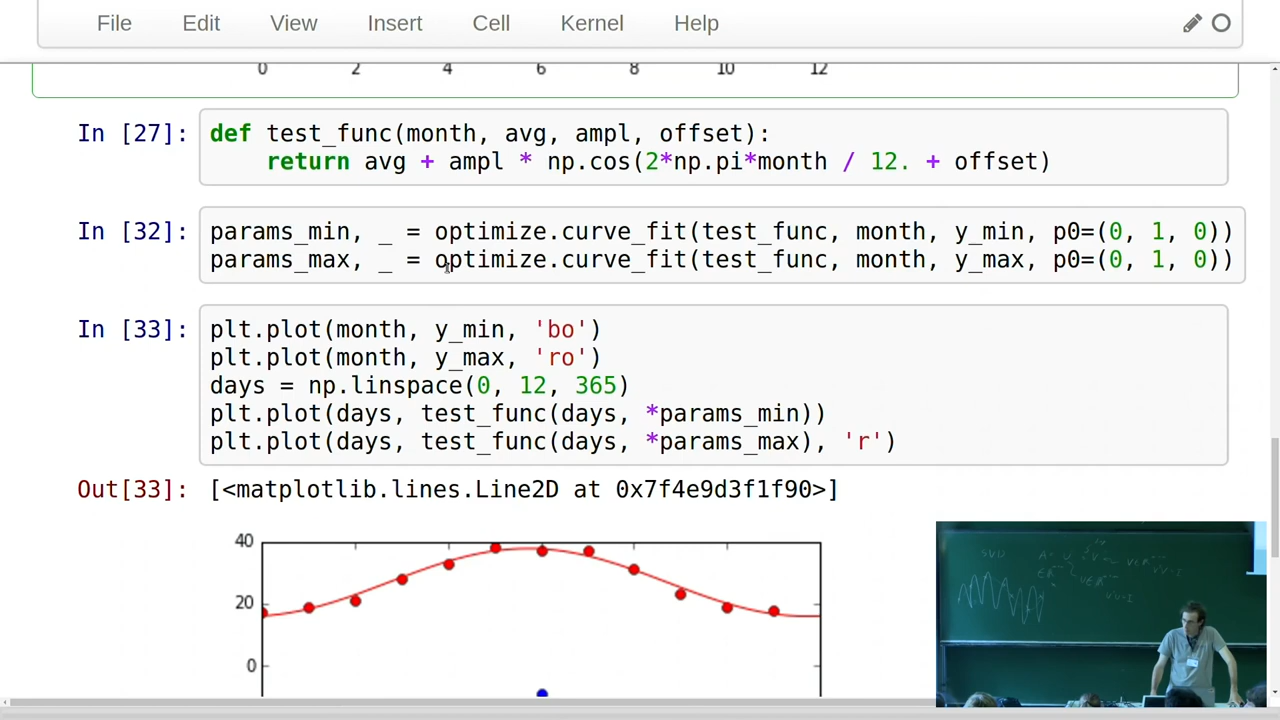 File Edit View Insert Cell Kernel Help
0 2 4 6 8 10 12
In [27]: def test_func(month, avg, ampl, offset):
return avg + ampl * np.cos(2*np.pi*month / 12. + offset)
In [32]: params_min, _ = optimize.curve_fit(test_func, month, y_min, p0=(0, 1, 0))
params_max, _ = optimize.curve_fit(test_func, month, y_max, p0=(0, 1, 0))
In [33]: plt.plot(month, y_min, 'bo')
plt.plot(month, y_max, 'ro')
days = np.linspace(0, 12, 365)
plt.plot(days, test_func(days, *params_min))
plt.plot(days, test_func(days, *params_max), 'r')
Out[33]: [<matplotlib.lines.Line2D at 0x7f4e9d3f1f90>]
40
20
0
SVD